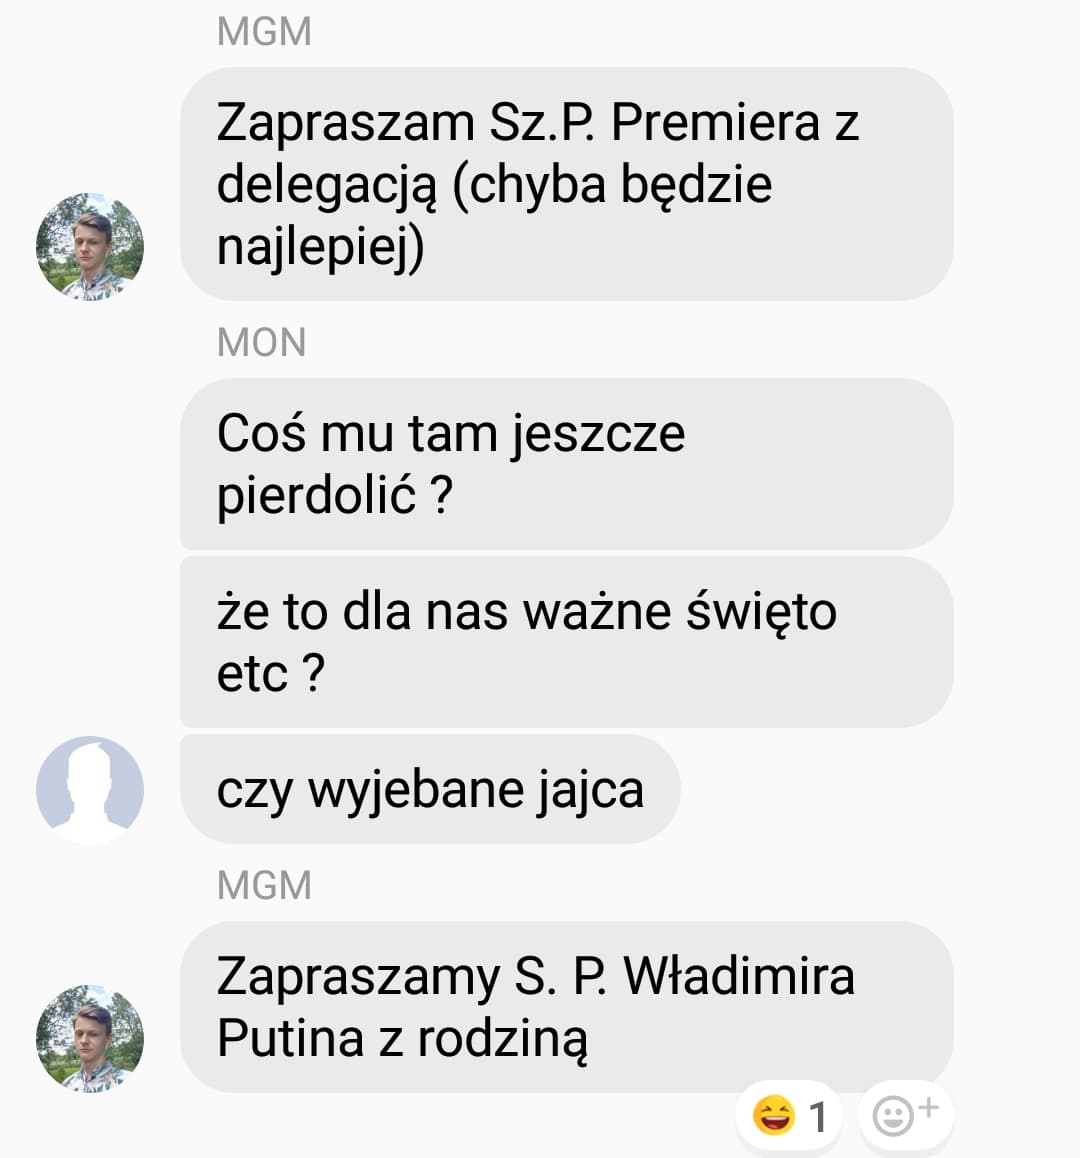 MGM
Zapraszam Sz.P. Premiera z
delegacją (chyba będzie
najlepiej)
MON
Coś mu tam jeszcze
pierdolić ?
że to dla nas ważne święto
etc ?
czy wyjebane jajca
MGM
Zapraszamy S. P. Władimira
Putina z rodziną
1